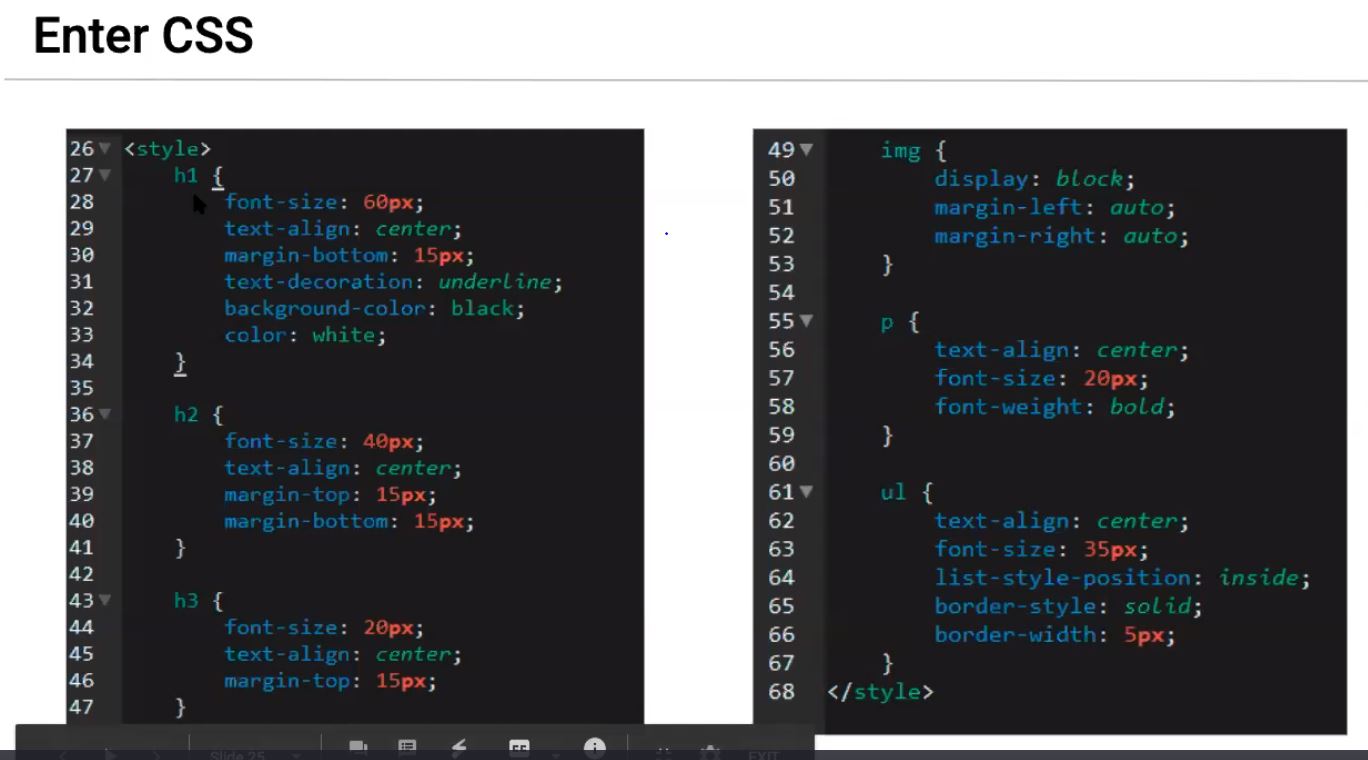 Enter CSS
26 <style>
27 h1 {
28 font-size: 60px;
29 text-align: center;
30 margin-bottom: 15px;
31 text-decoration: underline;
32 background-color: black;
33 color: white;
34 }
35
36 h2 {
37 font-size: 40px;
38 text-align: center;
39 margin-top: 15px;
40 margin-bottom: 15px;
41 }
42
43 h3 {
44 font-size: 20px;
45 text-align: center;
46 margin-top: 15px;
47 }
49 img {
50 display: block;
51 margin-left: auto;
52 margin-right: auto;
53 }
54
55 p {
56 text-align: center;
57 font-size: 20px;
58 font-weight: bold;
59 }
60
61 ul {
62 text-align: center;
63 font-size: 35px;
64 list-style-position: inside;
65 border-style: solid;
66 border-width: 5px;
67 }
68 </style>
Slide 25
EXIT